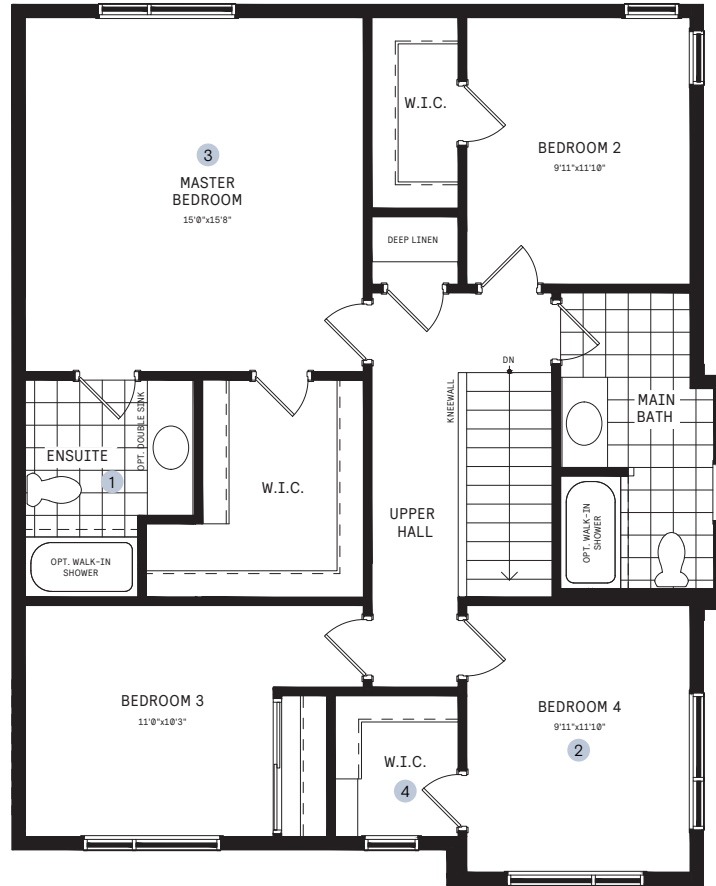 3
MASTER
BEDROOM
15'0"x15'8"
W.I.C.
BEDROOM 2
9'11"x11'10"
DEEP LINEN
DN
KNEEWALL
MAIN
BATH
OPT. DOUBLE SINK
ENSUITE
1
W.I.C.
UPPER
HALL
OPT. WALK-IN
SHOWER
OPT. WALK-IN
SHOWER
BEDROOM 3
11'0"x10'3"
W.I.C.
4
BEDROOM 4
9'11"x11'10"
2